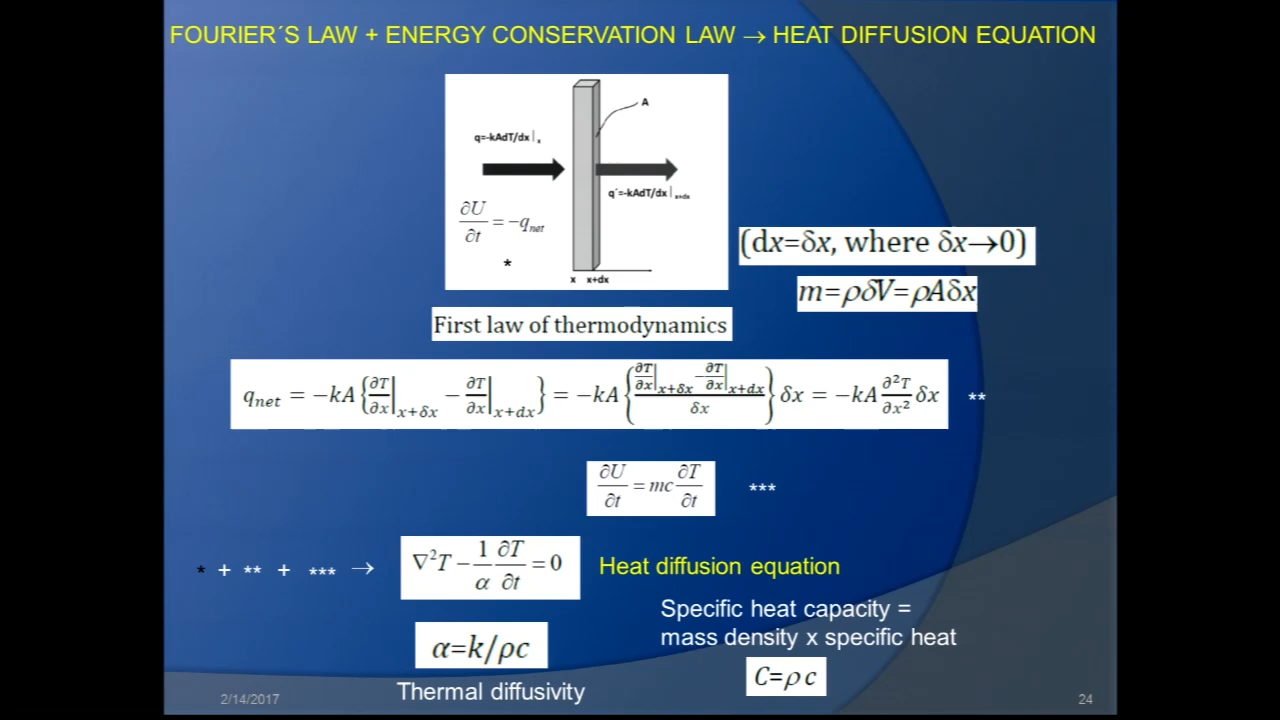 FOURIER´S LAW + ENERGY CONSERVATION LAW → HEAT DIFFUSION EQUATION
A
q=-kAdT/dx|x
q´=-kAdT/dx|x+dx
∂U/∂t = −qnet
*
x x+dx
(dx=δx, where δx→0)
m=ρδV=ρAδx
First law of thermodynamics
qnet = −kA {∂T/∂x|x+δx − ∂T/∂x|x+dx} = −kA {(∂T/∂x|x+δx − ∂T/∂x|x+dx)/δx} δx = −kA ∂²T/∂x² δx **
∂U/∂t = mc ∂T/∂t ***
* + ** + *** → ∇²T − 1/α ∂T/∂t = 0 Heat diffusion equation
Specific heat capacity =
mass density x specific heat
α=k/ρc
C=ρ c
Thermal diffusivity
2/14/2017
24